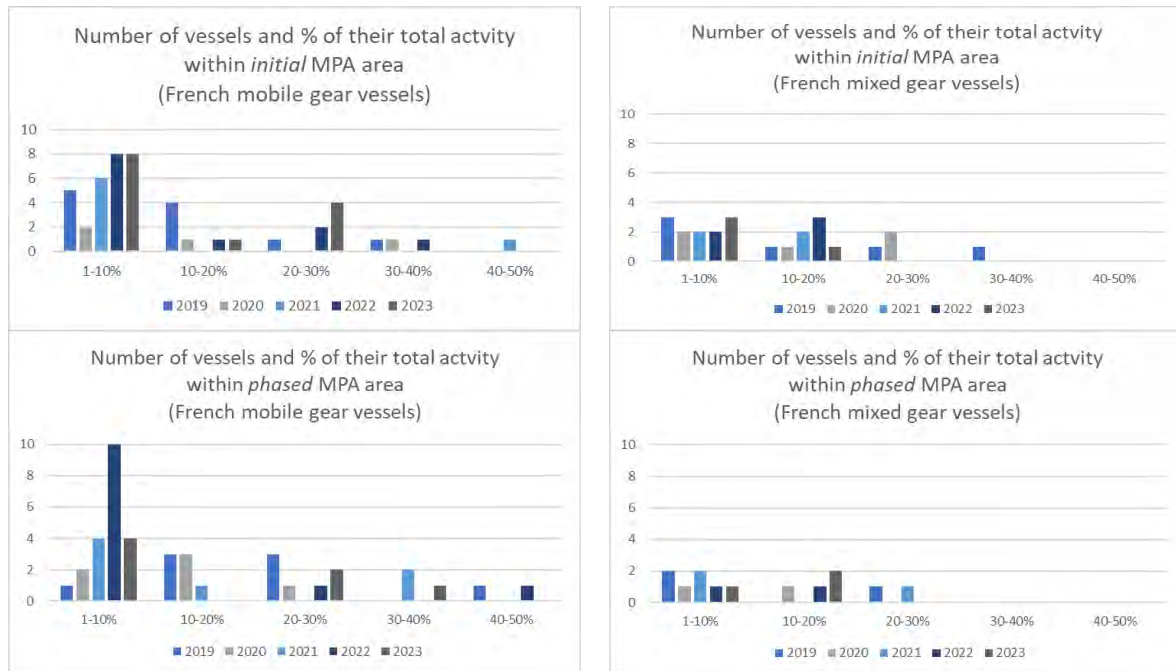 Number of vessels and % of their total actvity
within initial MPA area
(French mobile gear vessels)
10
8
6
4
2
0
1-10% 10-20% 20-30% 30-40% 40-50%
2019 2020 2021 2022 2023
Number of vessels and % of their total actvity
within initial MPA area
(French mixed gear vessels)
10
8
6
4
2
0
1-10% 10-20% 20-30% 30-40% 40-50%
2019 2020 2021 2022 2023
Number of vessels and % of their total actvity
within phased MPA area
(French mobile gear vessels)
10
8
6
4
2
0
1-10% 10-20% 20-30% 30-40% 40-50%
2019 2020 2021 2022 2023
Number of vessels and % of their total actvity
within phased MPA area
(French mixed gear vessels)
10
8
6
4
2
0
1-10% 10-20% 20-30% 30-40% 40-50%
2019 2020 2021 2022 2023